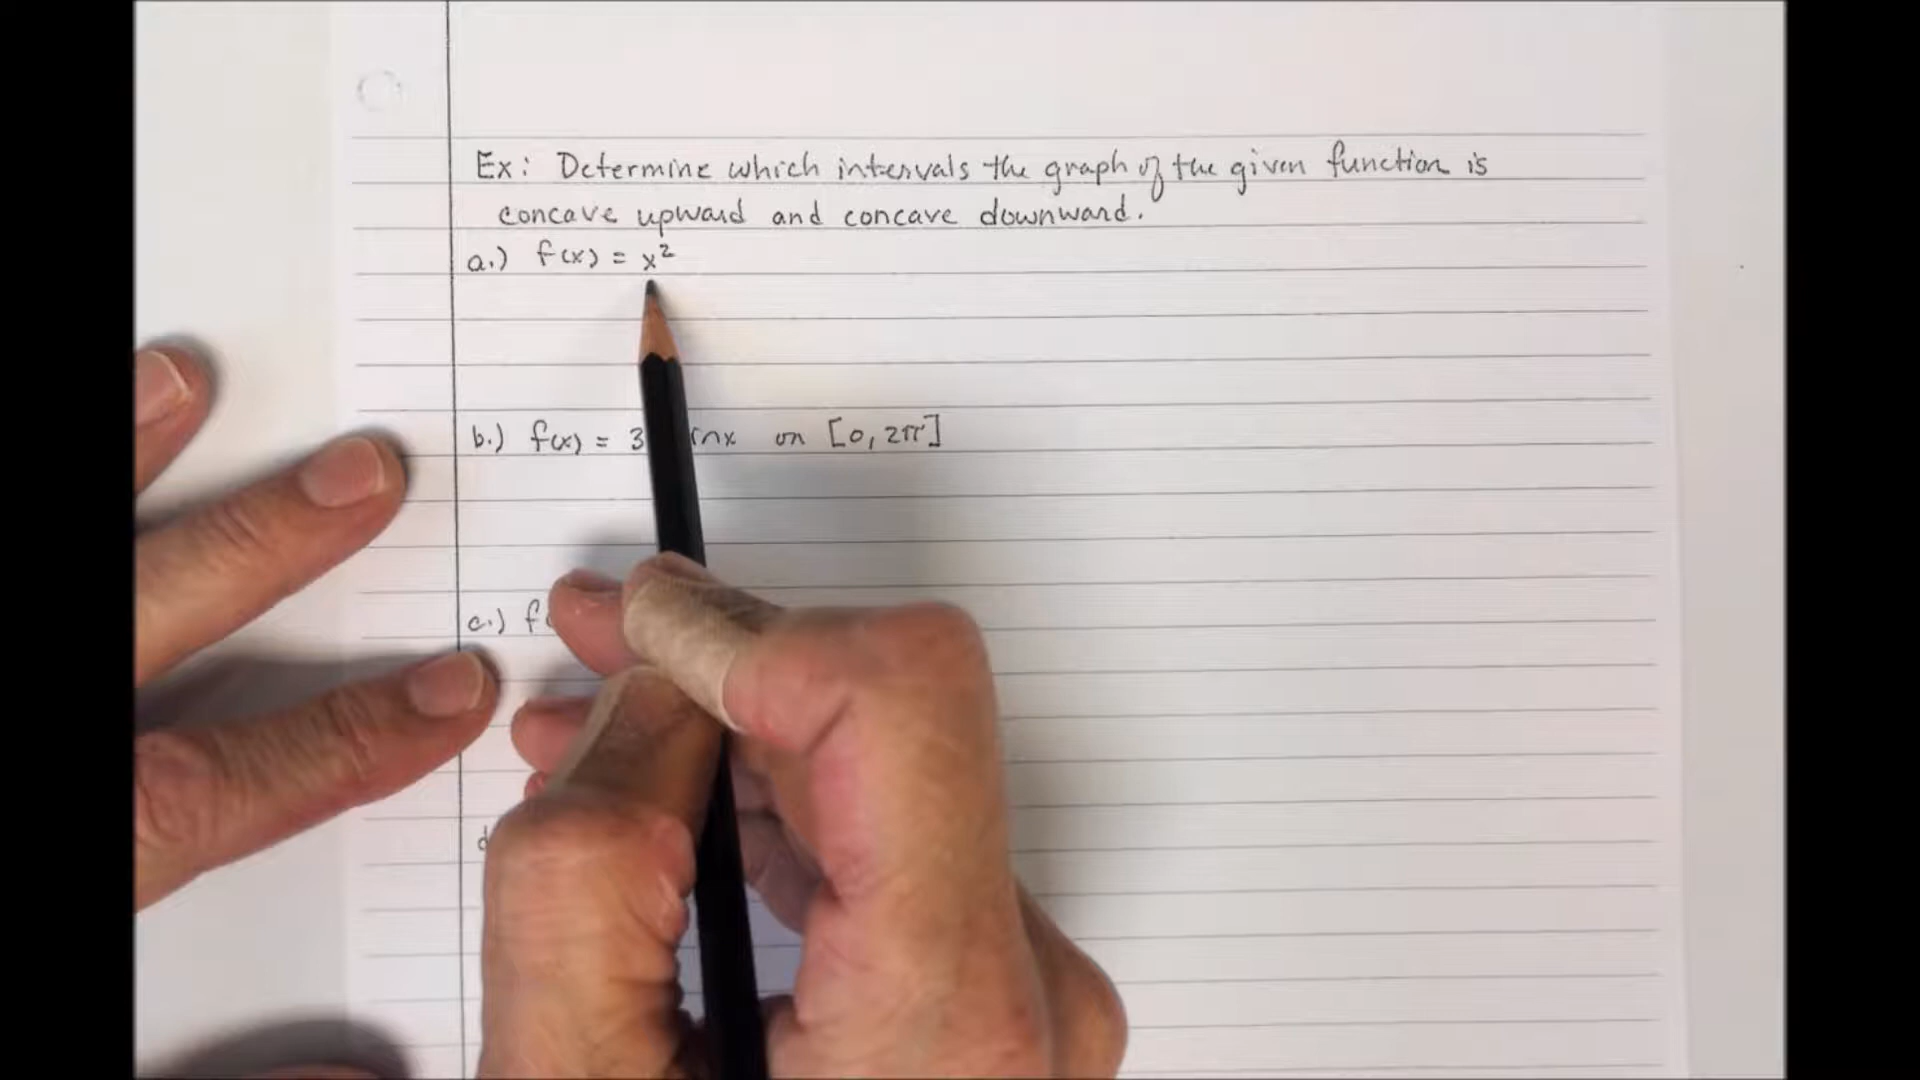 Ex: Determine which intervals the graph of the given function is
concave upward and concave downward.
a.) f(x) = x²
b.) f(x) = 3 on [0, 2π]
c.) f(
d